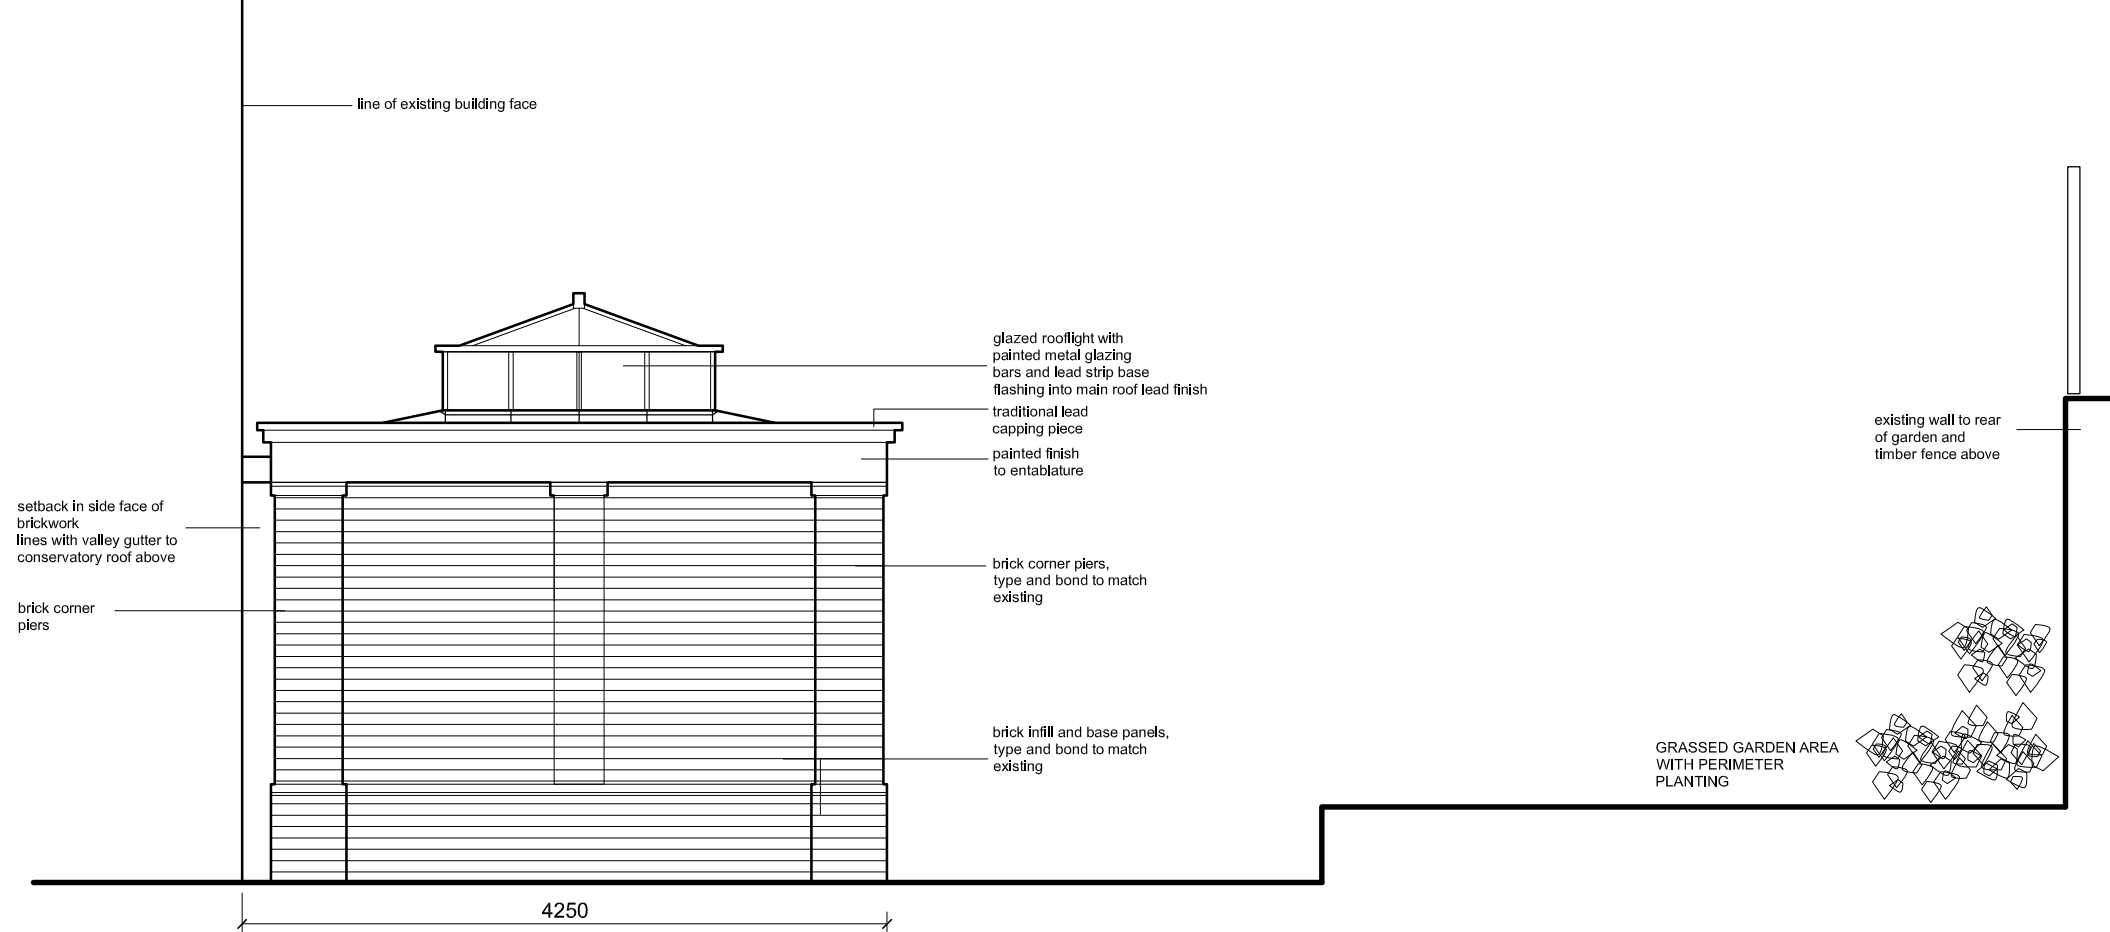 line of existing building face
glazed rooflight with
painted metal glazing
bars and lead strip base
flashing into main roof lead finish
traditional lead
capping piece
painted finish
to entablature
existing wall to rear
of garden and
timber fence above
setback in side face of
brickwork
lines with valley gutter to
conservatory roof above
brick corner piers,
type and bond to match
existing
brick corner
piers
brick infill and base panels,
type and bond to match
existing
GRASSED GARDEN AREA
WITH PERIMETER
PLANTING
4250